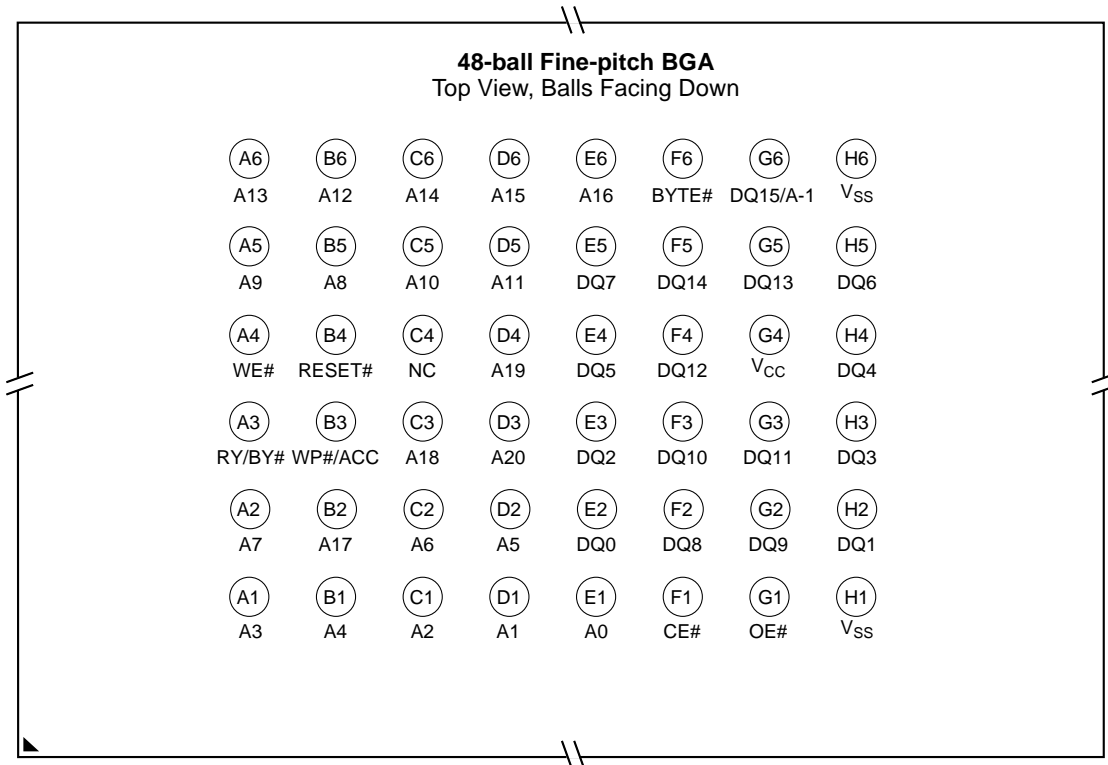 48-ball Fine-pitch BGA
Top View, Balls Facing Down
A6 B6 C6 D6 E6 F6 G6 H6
A13 A12 A14 A15 A16 BYTE# DQ15/A-1 VSS
A5 B5 C5 D5 E5 F5 G5 H5
A9 A8 A10 A11 DQ7 DQ14 DQ13 DQ6
A4 B4 C4 D4 E4 F4 G4 H4
WE# RESET# NC A19 DQ5 DQ12 VCC DQ4
A3 B3 C3 D3 E3 F3 G3 H3
RY/BY# WP#/ACC A18 A20 DQ2 DQ10 DQ11 DQ3
A2 B2 C2 D2 E2 F2 G2 H2
A7 A17 A6 A5 DQ0 DQ8 DQ9 DQ1
A1 B1 C1 D1 E1 F1 G1 H1
A3 A4 A2 A1 A0 CE# OE# VSS